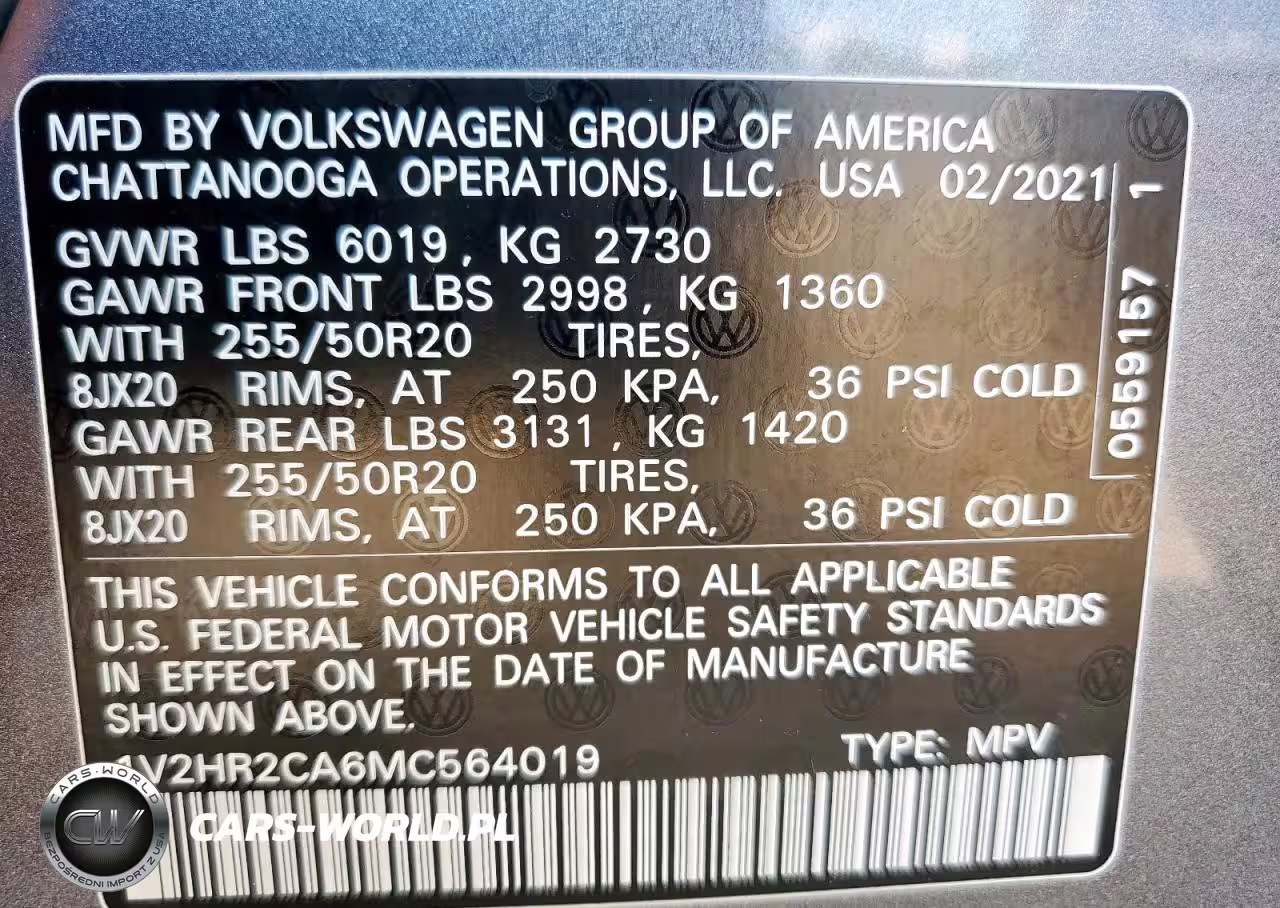 MFD BY VOLKSWAGEN GROUP OF AMERICA
CHATTANOOGA OPERATIONS, LLC. USA 02/2021
GVWR LBS 6019, KG 2730
GAWR FRONT LBS 2998, KG 1360
WITH 255/50R20 TIRES,
8JX20 RIMS, AT 250 KPA, 36 PSI COLD
GAWR REAR LBS 3131, KG 1420
WITH 255/50R20 TIRES,
8JX20 RIMS, AT 250 KPA, 36 PSI COLD
0559157 1
THIS VEHICLE CONFORMS TO ALL APPLICABLE
U.S. FEDERAL MOTOR VEHICLE SAFETY STANDARDS
IN EFFECT ON THE DATE OF MANUFACTURE
SHOWN ABOVE.
1V2HR2CA6MC564019 TYPE: MPV
CARS-WORLD
CW
BEZPOŚREDNI IMPORT Z USA
CARS-WORLD.PL